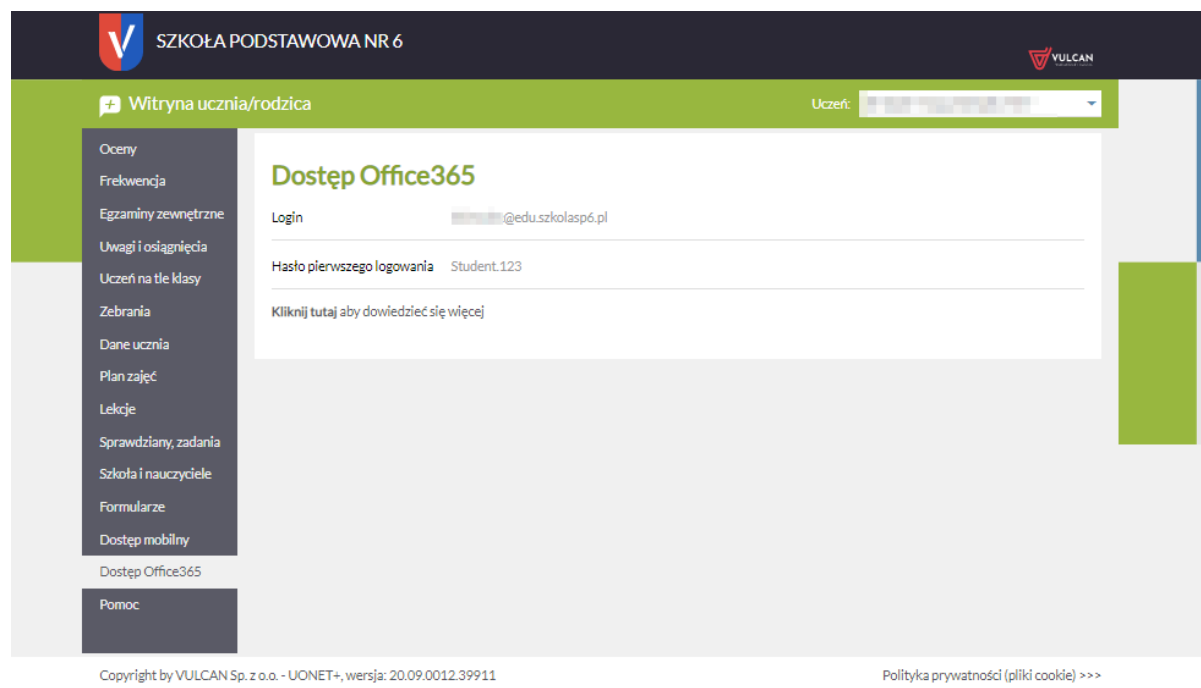 SZKOŁA PODSTAWOWA NR 6
VULCAN
Witryna ucznia/rodzica
Uczeń:
Oceny
Frekwencja
Egzaminy zewnętrzne
Uwagi i osiągnięcia
Uczeń na tle klasy
Zebrania
Dane ucznia
Plan zajęć
Lekcje
Sprawdziany, zadania
Szkoła i nauczyciele
Formularze
Dostęp mobilny
Dostęp Office365
Pomoc
Dostęp Office365
Login @edu.szkolasp6.pl
Hasło pierwszego logowania Student.123
Kliknij tutaj aby dowiedzieć się więcej
Copyright by VULCAN Sp. z o.o. - UONET+, wersja: 20.09.0012.39911
Polityka prywatności (pliki cookie) >>>